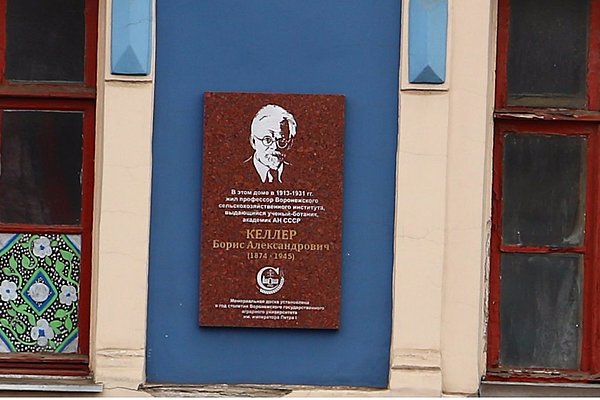 В этом доме в 1913-1931 гг.
жил профессор Воронежского
сельскохозяйственного института,
выдающийся ученый-ботаник,
академик АН СССР
КЕЛЛЕР
Борис Александрович
(1874 - 1945)
Мемориальная доска установлена
в год столетия Воронежского государственного
аграрного университета
им. императора Петра I